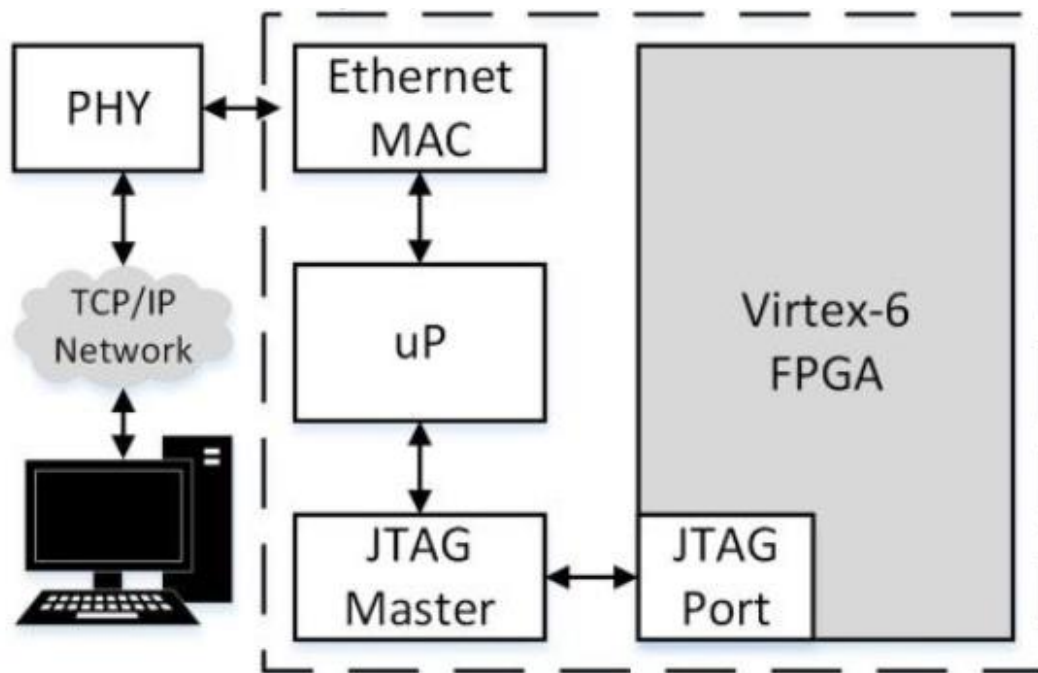 PHY
Ethernet
MAC
TCP/IP
Network
uP
Virtex-6
FPGA
JTAG
Master
JTAG
Port